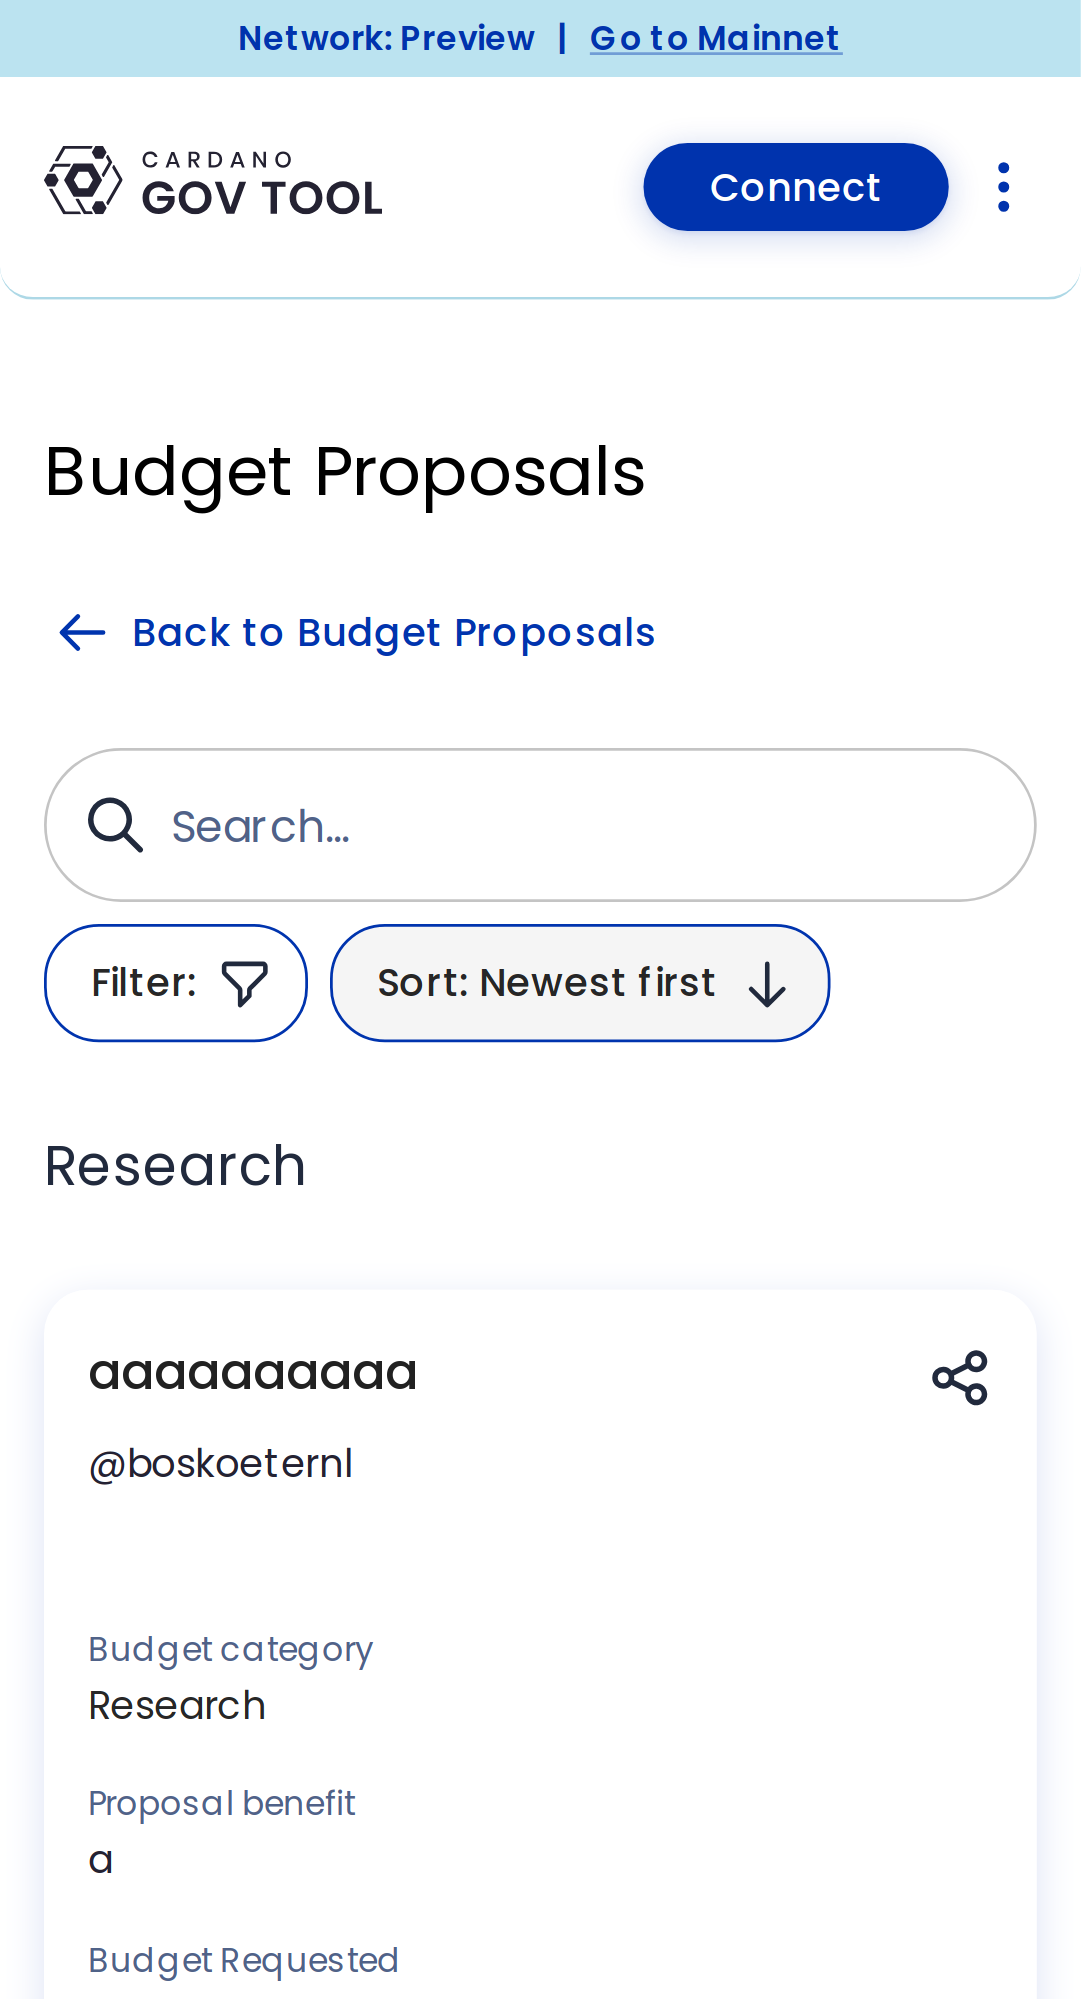 Network: Preview | Go to Mainnet
CARDANO
GOV TOOL
Connect
Budget Proposals
Back to Budget Proposals
Search...
Filter:
Sort: Newest first
Research
aaaaaaaaaa
@boskoeternl
Budget category
Research
Proposal benefit
a
Budget Requested